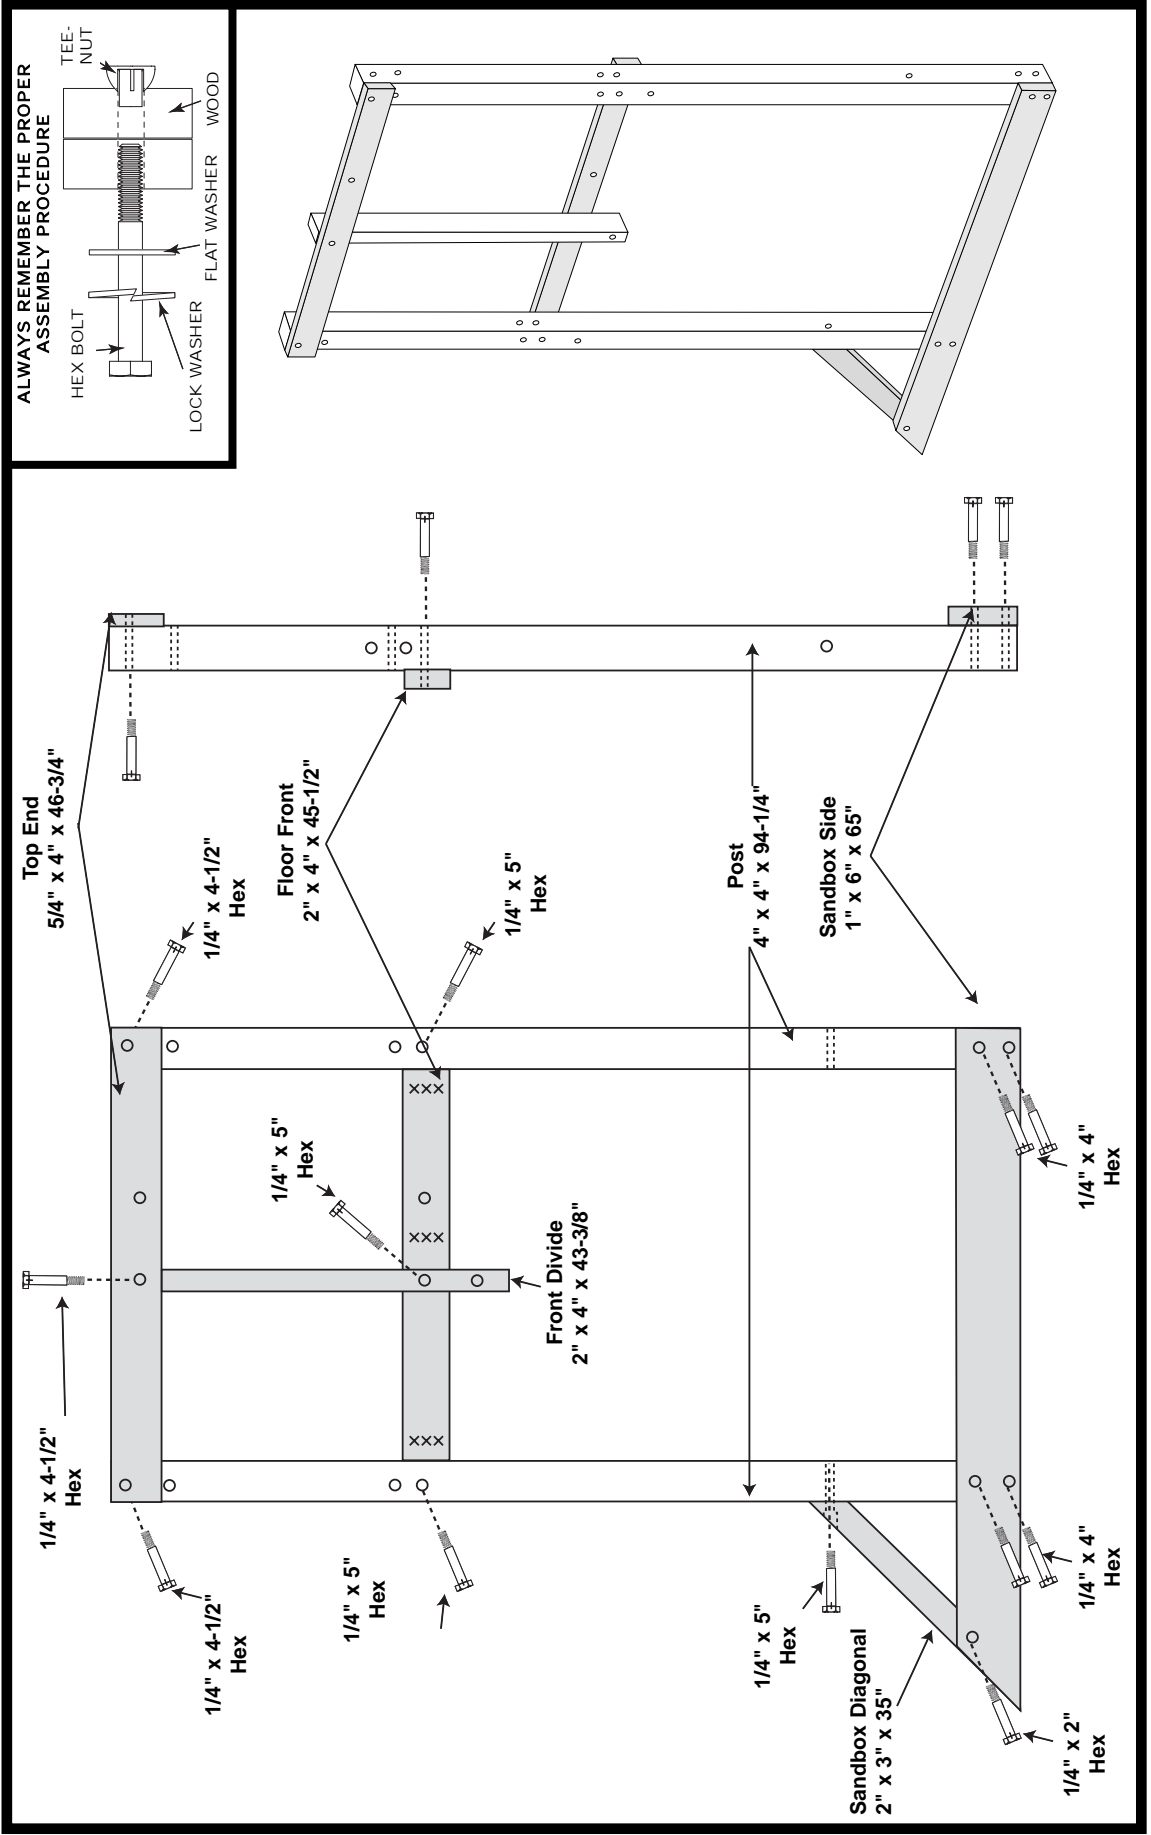 ALWAYS REMEMBER THE PROPER
ASSEMBLY PROCEDURE
TEE-
NUT
WOOD
FLAT WASHER
HEX BOLT
LOCK WASHER
Top End
5/4" x 4" x 46-3/4"
1/4" x 4-1/2"
Hex
Floor Front
2" x 4" x 45-1/2"
1/4" x 5"
Hex
Post
4" x 4" x 94-1/4"
Sandbox Side
1" x 6" x 65"
1/4" x 5"
Hex
Front Divide
2" x 4" x 43-3/8"
1/4" x 4"
Hex
1/4" x 4-1/2"
Hex
1/4" x 4-1/2"
Hex
1/4" x 5"
Hex
1/4" x 5"
Hex
1/4" x 4"
Hex
Sandbox Diagonal
2" x 3" x 35"
1/4" x 2"
Hex